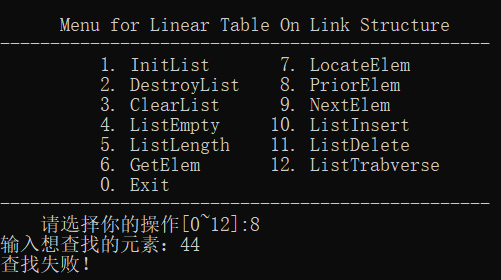 Menu for Linear Table On Link Structure
-------------------------------------------------
1. InitList 7. LocateElem
2. DestroyList 8. PriorElem
3. ClearList 9. NextElem
4. ListEmpty 10. ListInsert
5. ListLength 11. ListDelete
6. GetElem 12. ListTrabverse
0. Exit
-------------------------------------------------
请选择你的操作[0~12]:8
输入想查找的元素：44
查找失败！